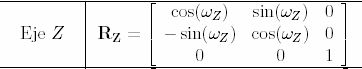 Eje Z R_Z = [ cos(ω_Z) sin(ω_Z) 0
− sin(ω_Z) cos(ω_Z) 0
0 0 1 ]